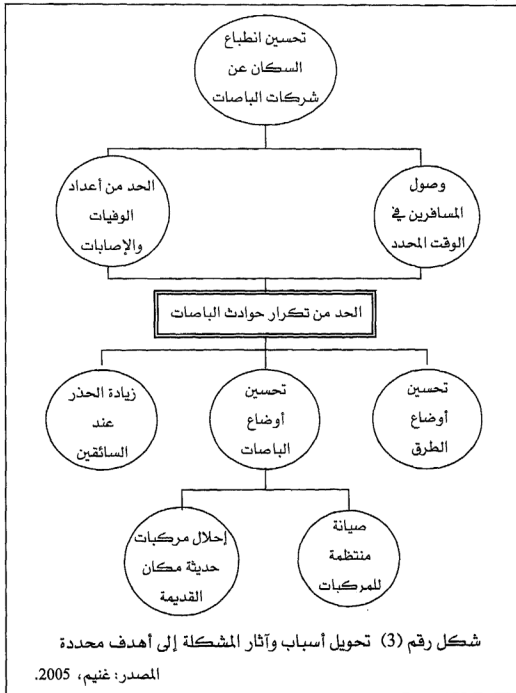 تحسين انطباع
السكان عن
شركات الباصات
وصول
المسافرين في
الوقت المحدد
الحد من أعداد
الوفيات
والإصابات
الحد من تكرار حوادث الباصات
تحسين
أوضاع
الطرق
تحسين
أوضاع
الباصات
زيادة الحذر
عند
السائقين
صيانة
منتظمة
للمركبات
إحلال مركبات
حديثة مكان
القديمة
شكل رقم (3) تحويل أسباب وآثار المشكلة إلى أهدف محددة
المصدر: غنيم، 2005.